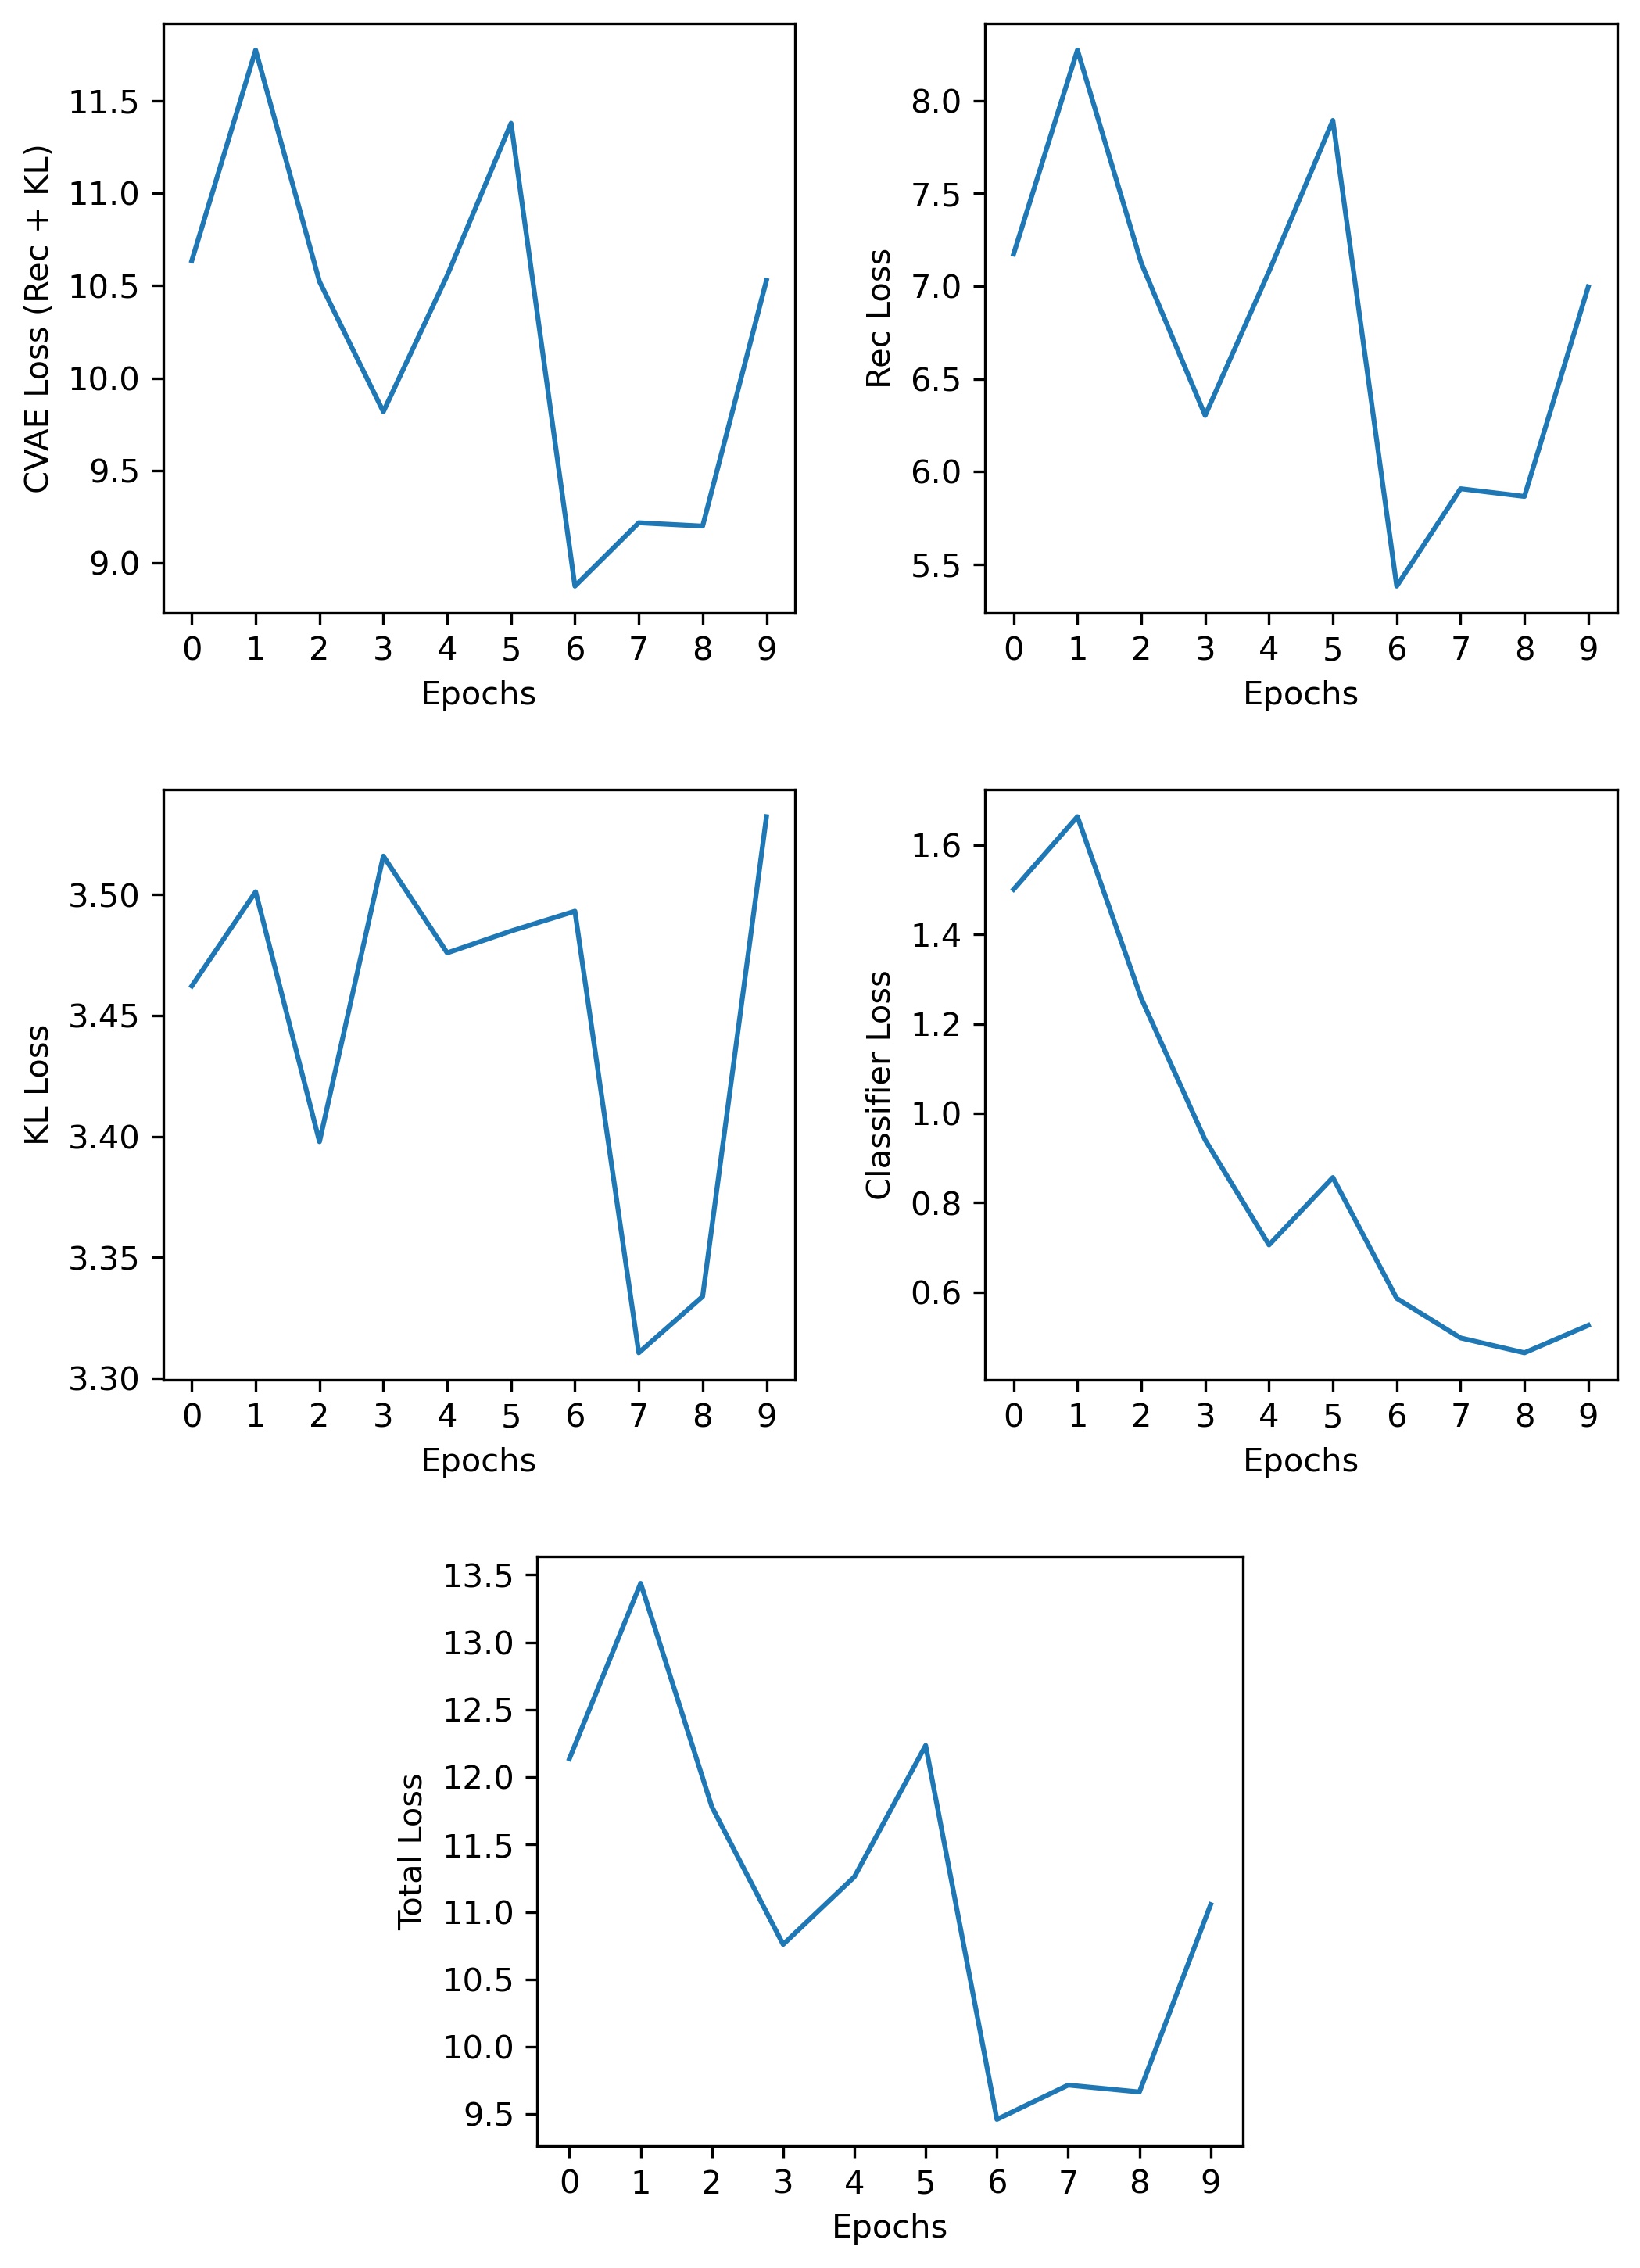 CVAE Loss (Rec + KL)
11.5
11.0
10.5
10.0
9.5
9.0
0 1 2 3 4 5 6 7 8 9
Epochs
Rec Loss
8.0
7.5
7.0
6.5
6.0
5.5
0 1 2 3 4 5 6 7 8 9
Epochs
KL Loss
3.50
3.45
3.40
3.35
3.30
0 1 2 3 4 5 6 7 8 9
Epochs
Classifier Loss
1.6
1.4
1.2
1.0
0.8
0.6
0 1 2 3 4 5 6 7 8 9
Epochs
Total Loss
13.5
13.0
12.5
12.0
11.5
11.0
10.5
10.0
9.5
0 1 2 3 4 5 6 7 8 9
Epochs